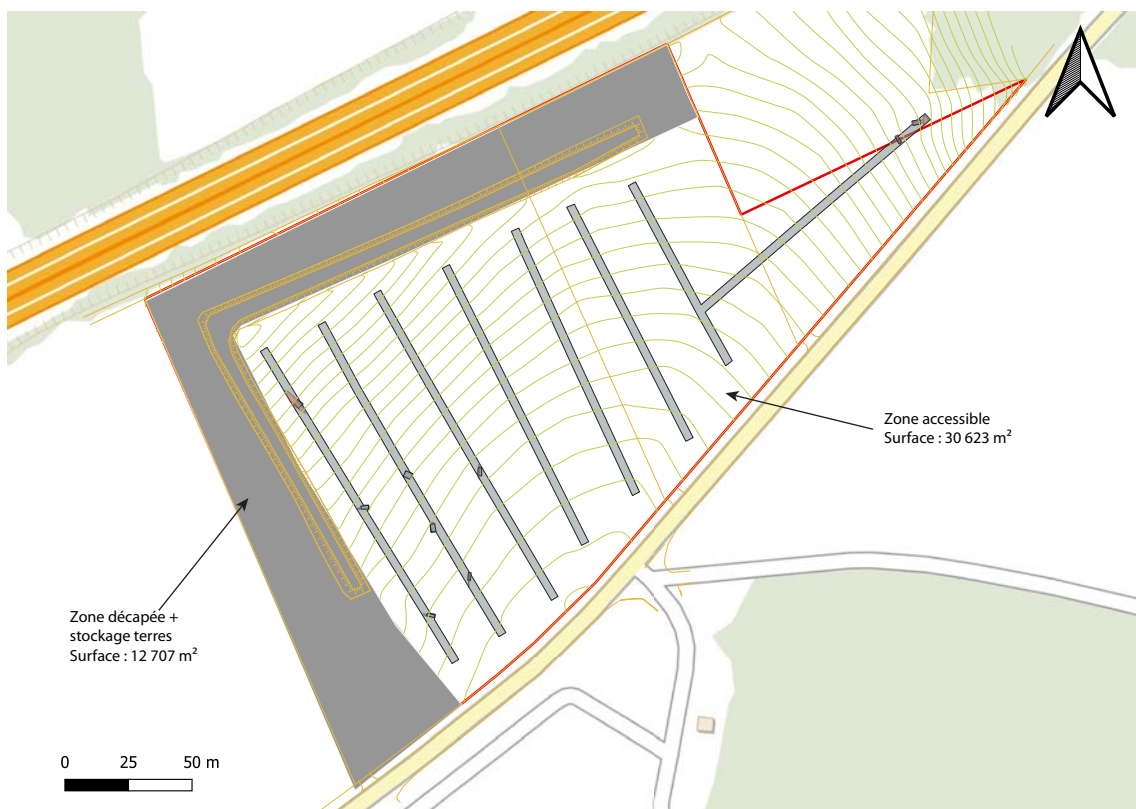 Zone accessible
Surface : 30 623 m²
Zone décapée +
stockage terres
Surface : 12 707 m²
0 25 50 m